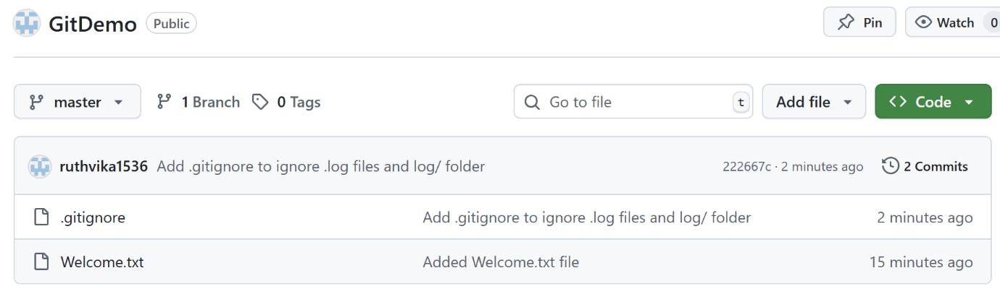 GitDemo Public Pin Watch 0
master 1 Branch 0 Tags Go to file t Add file Code
ruthvika1536 Add .gitignore to ignore .log files and log/ folder 222667c · 2 minutes ago 2 Commits
.gitignore Add .gitignore to ignore .log files and log/ folder 2 minutes ago
Welcome.txt Added Welcome.txt file 15 minutes ago